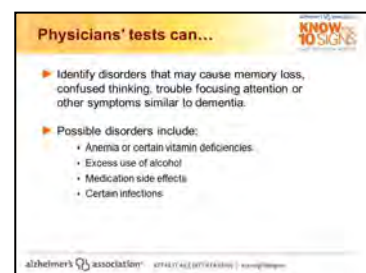 Physicians' tests can…
KNOW
10 SIGNS
Identify disorders that may cause memory loss,
confused thinking, trouble focusing attention or
other symptoms similar to dementia.
Possible disorders include:
• Anemia or certain vitamin deficiencies
• Excess use of alcohol
• Medication side effects
• Certain infections
alzheimer's association